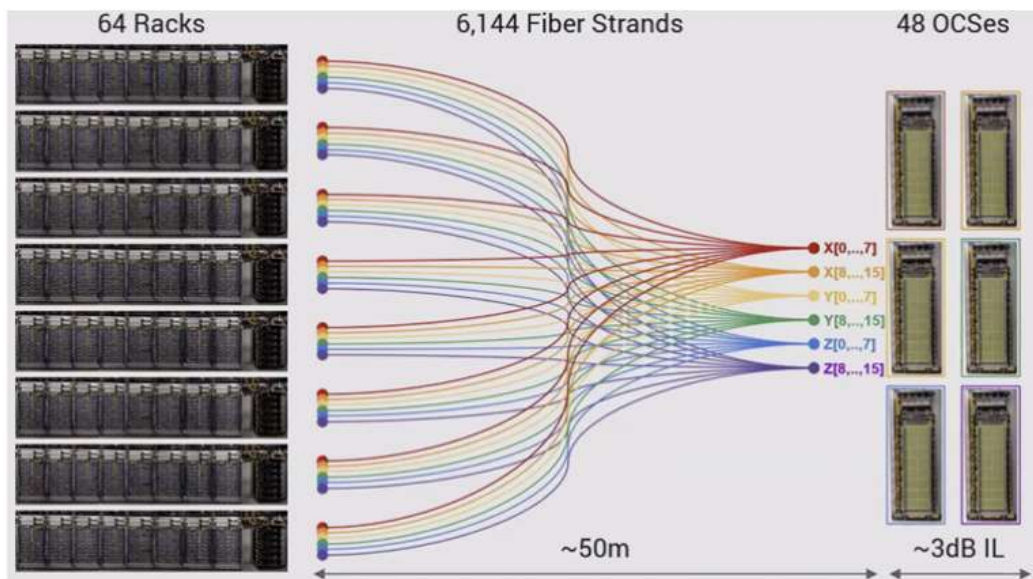 64 Racks
6,144 Fiber Strands
48 OCSes
X[0,..,7]
X[8,..,15]
Y[0,...7]
Y[8,..,15]
Z[0,..,7]
Z[8,..,15]
~50m
~3dB IL